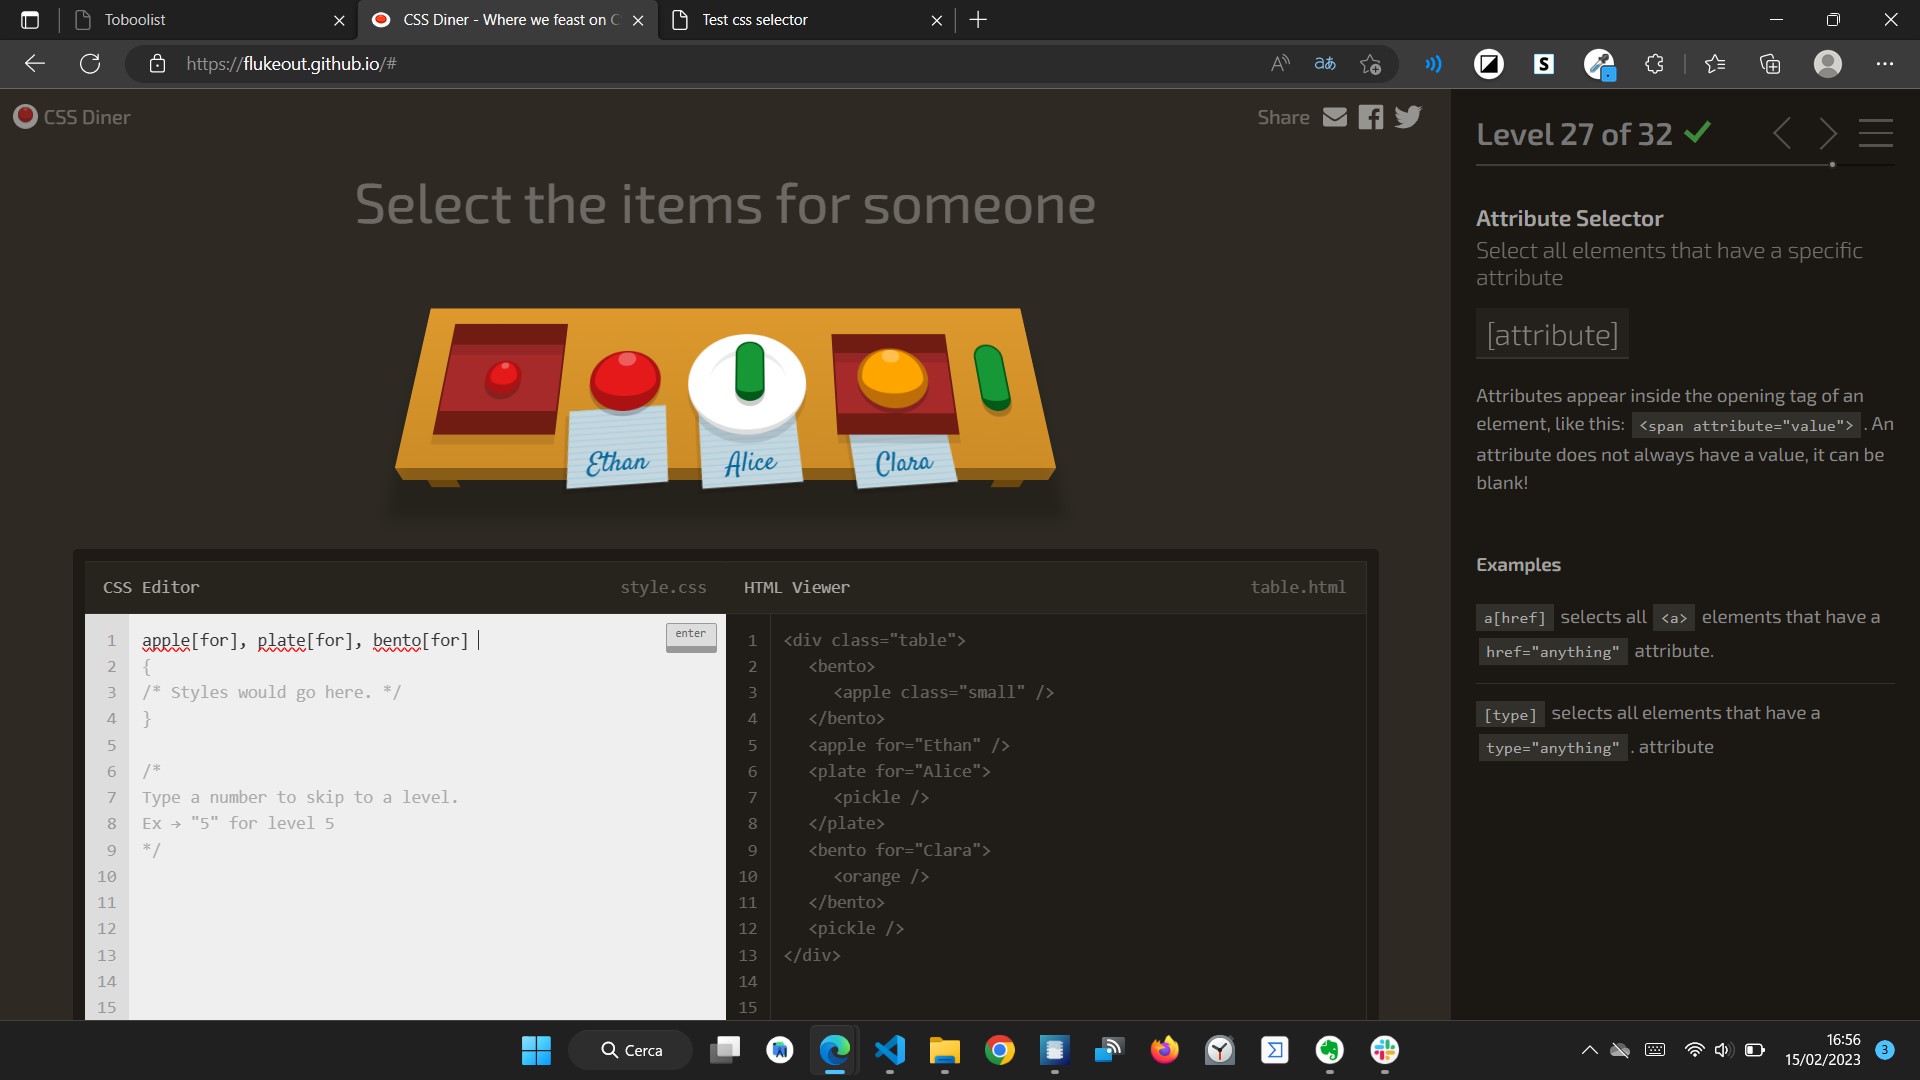 Toboolist
CSS Diner - Where we feast on C
Test css selector
https://flukeout.github.io/#
CSS Diner
Share
Level 27 of 32
Select the items for someone
Attribute Selector
Select all elements that have a specific
attribute
[attribute]
Attributes appear inside the opening tag of an
element, like this: <span attribute="value"> . An
attribute does not always have a value, it can be
blank!
Examples
a[href] selects all <a> elements that have a
href="anything" attribute.
[type] selects all elements that have a
type="anything" . attribute
Ethan
Alice
Clara
CSS Editor
style.css
HTML Viewer
table.html
enter
1 apple[for], plate[for], bento[for]
2 {
3 /* Styles would go here. */
4 }
5
6 /*
7 Type a number to skip to a level.
8 Ex → "5" for level 5
9 */
10
11
12
13
14
15
1 <div class="table">
2 <bento>
3 <apple class="small" />
4 </bento>
5 <apple for="Ethan" />
6 <plate for="Alice">
7 <pickle />
8 </plate>
9 <bento for="Clara">
10 <orange />
11 </bento>
12 <pickle />
13 </div>
14
15
Cerca
16:56
15/02/2023
3